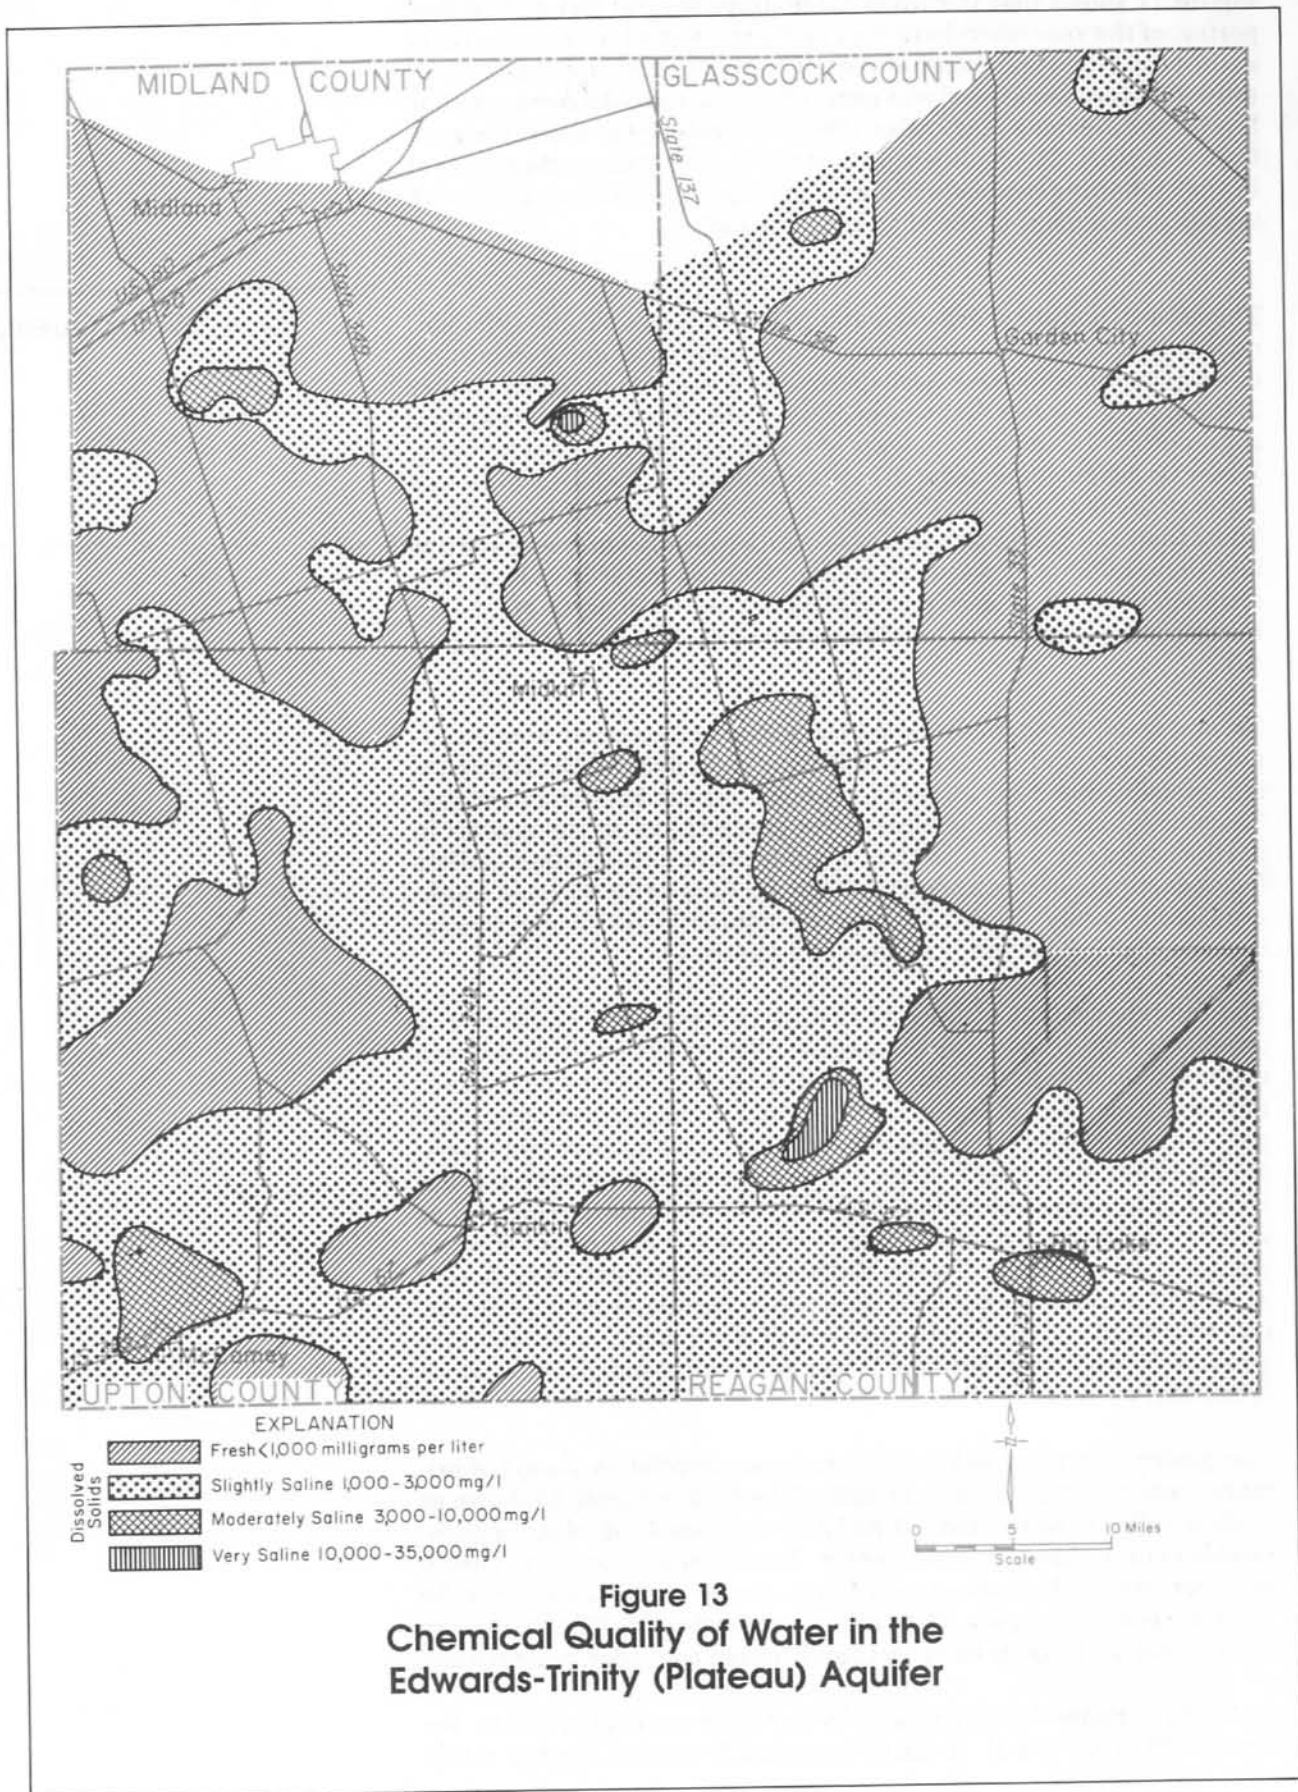 MIDLAND COUNTY
GLASSCOCK COUNTY
State 137
Midland
State 349
Garden City
Midkiff
UPTON COUNTY
REAGAN COUNTY
EXPLANATION
Dissolved Solids
Fresh<1,000 milligrams per liter
Slightly Saline 1,000-3,000 mg/l
Moderately Saline 3,000-10,000 mg/l
Very Saline 10,000-35,000 mg/l
N
0 5 10 Miles
Scale
Figure 13
Chemical Quality of Water in the
Edwards-Trinity (Plateau) Aquifer